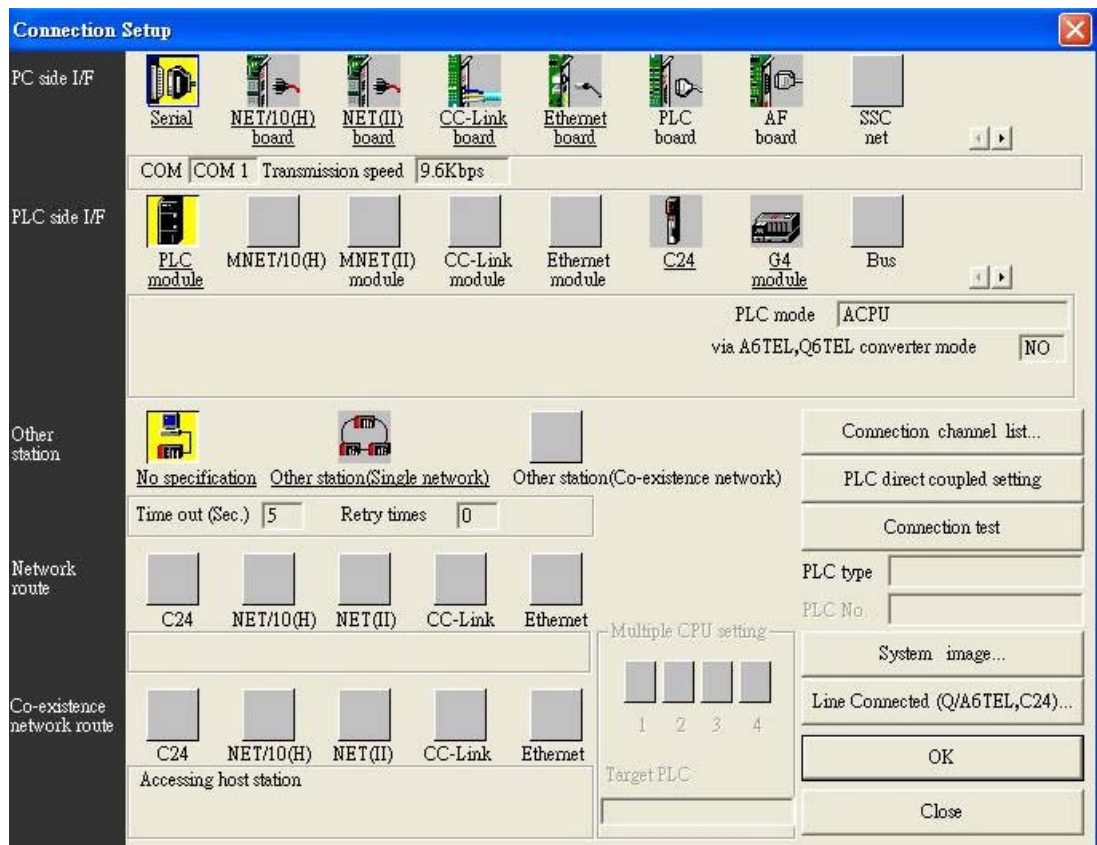 Connection Setup
PC side I/F
Serial
NET/10(H) board
NET(II) board
CC-Link board
Ethernet board
PLC board
AF board
SSC net
COM COM 1 Transmission speed 9.6Kbps
PLC side I/F
PLC module
MNET/10(H)
MNET(II) module
CC-Link module
Ethernet module
C24
G4 module
Bus
PLC mode ACPU
via A6TEL,Q6TEL converter mode NO
Other station
No specification
Other station(Single network)
Other station(Co-existence network)
Time out (Sec.) 5 Retry times 0
Connection channel list...
PLC direct coupled setting
Connection test
PLC type
PLC No.
System image...
Line Connected (Q/A6TEL,C24)...
OK
Close
Network route
C24 NET/10(H) NET(II) CC-Link Ethernet
Multiple CPU setting
1 2 3 4
Target PLC
Co-existence network route
C24 NET/10(H) NET(II) CC-Link Ethernet
Accessing host station